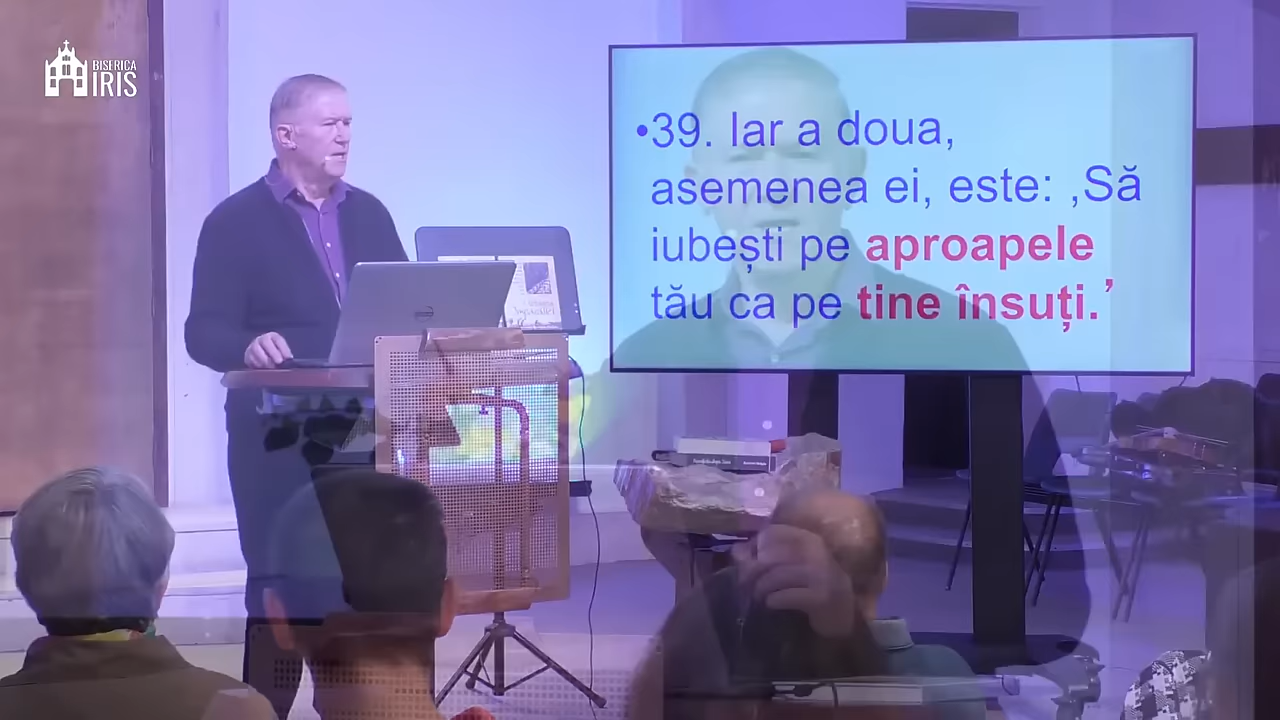 BISERICA
IRIS
•39. Iar a doua,
asemenea ei, este: ‚Să
iubești pe aproapele
tău ca pe tine însuți.’